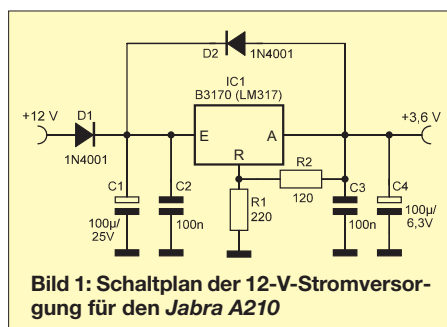 D2
1N4001
IC1
B3170 (LM317)
+12 V
D1
+3,6 V
E
A
1N4001
R
R2
C1
C2
R1
120
C3
C4
100µ/
25V
100n
220
100n
100µ/
6,3V
Bild 1: Schaltplan der 12-V-Stromversor-
gung für den Jabra A210